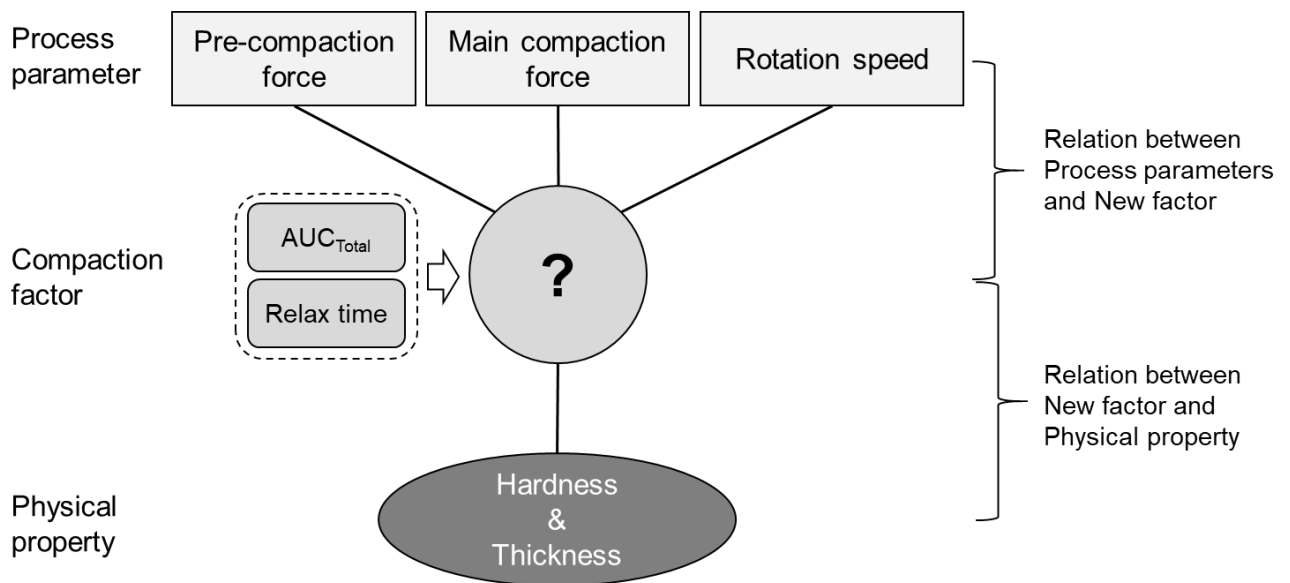 Process
parameter
Pre-compaction
force
Main compaction
force
Rotation speed
Relation between
Process parameters
and New factor
Compaction
factor
AUCTotal
Relax time
?
Relation between
New factor and
Physical property
Physical
property
Hardness
&
Thickness